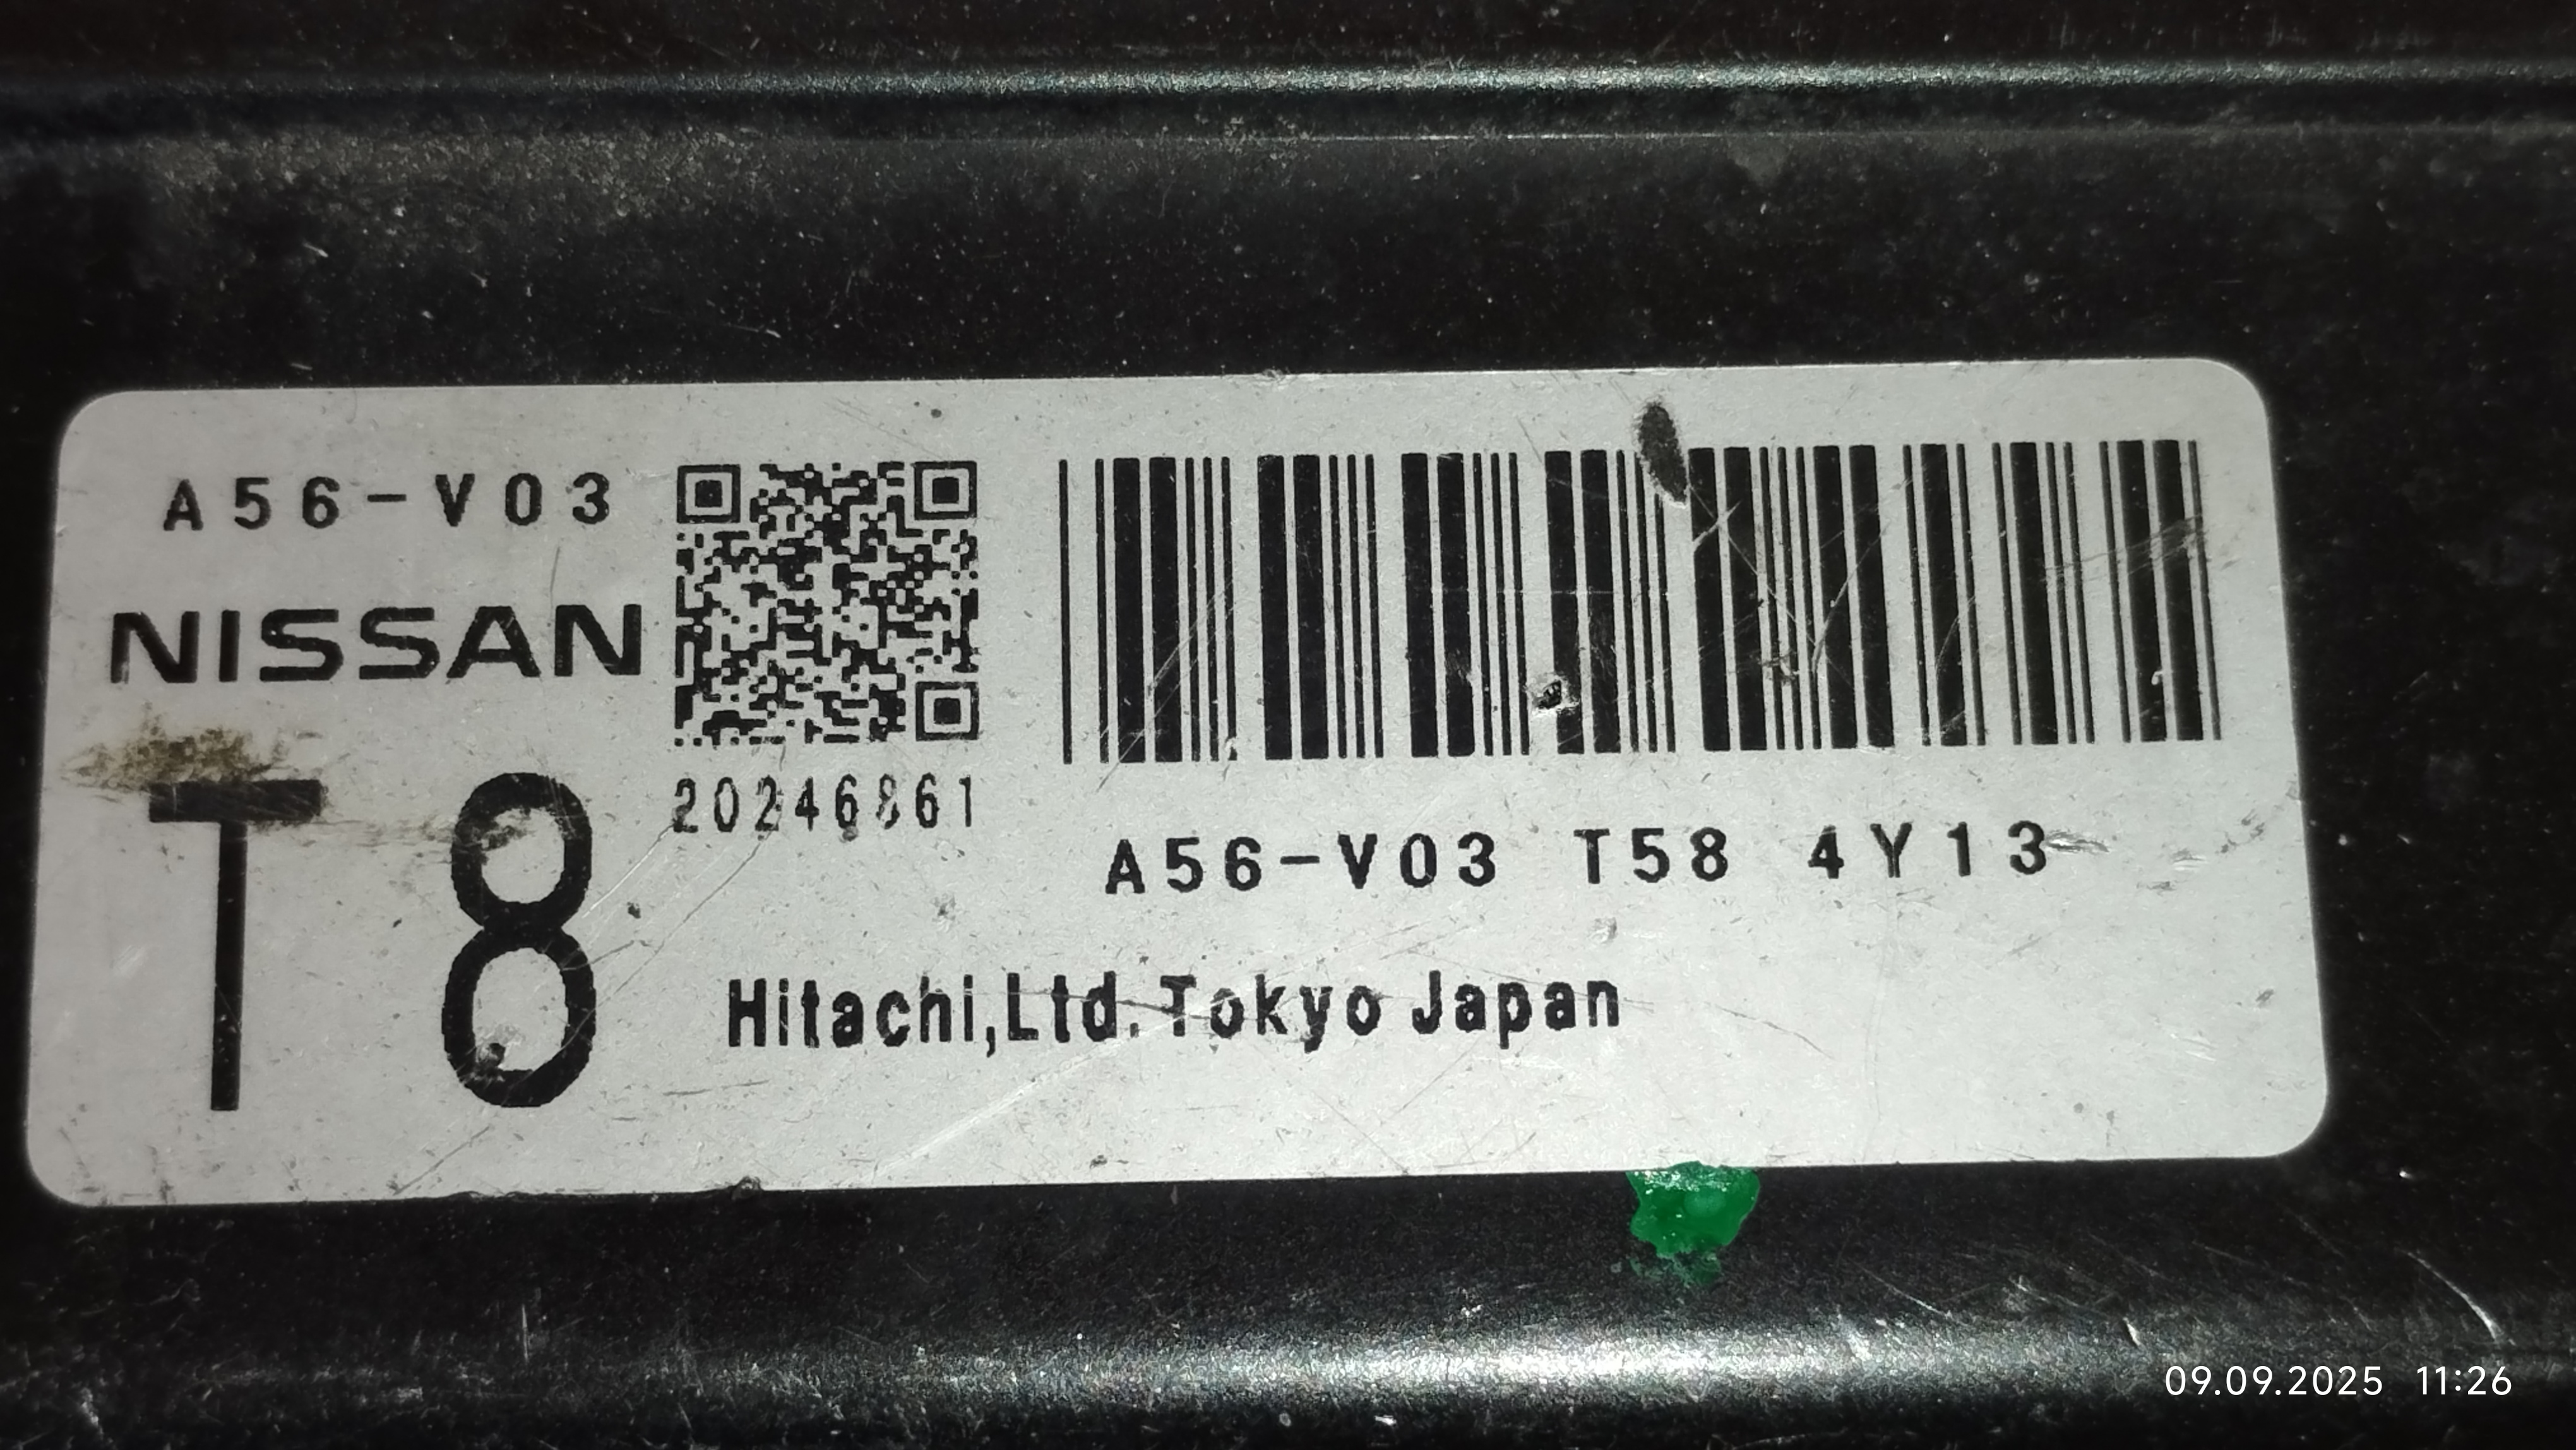 A56-V03
NISSAN
T8
20246861
A56-V03 T58 4Y13
Hitachi,Ltd.Tokyo Japan
09.09.2025 11:26